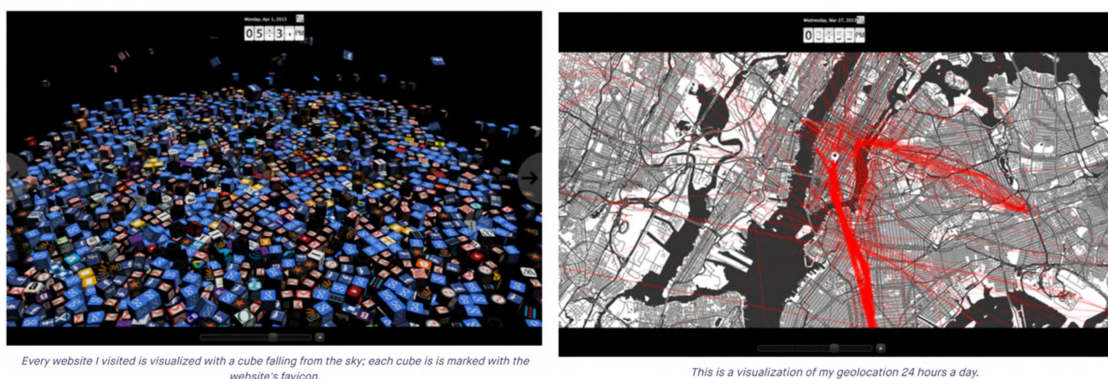 Monday, Apr 1, 2013
05:3 PM
Wednesday, Mar 27, 2013
0 PM
Every website I visited is visualized with a cube falling from the sky; each cube is is marked with the
website's favicon.
This is a visualization of my geolocation 24 hours a day.